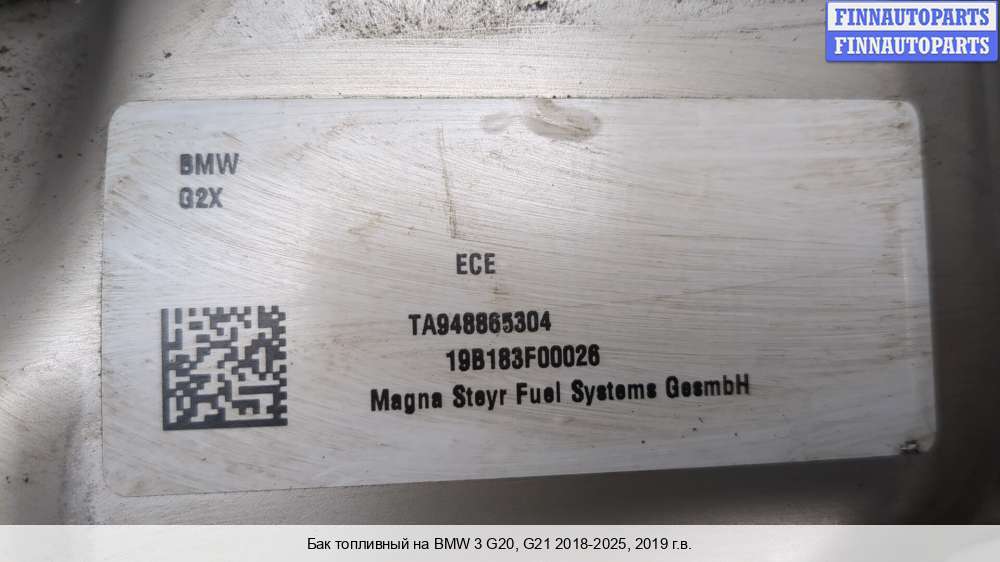 FINNAUTOPARTS
FINNAUTOPARTS
BMW
G2X
ECE
TA948865304
19B183F00026
Magna Steyr Fuel Systems GesmbH
Бак топливный на BMW 3 G20, G21 2018-2025, 2019 г.в.